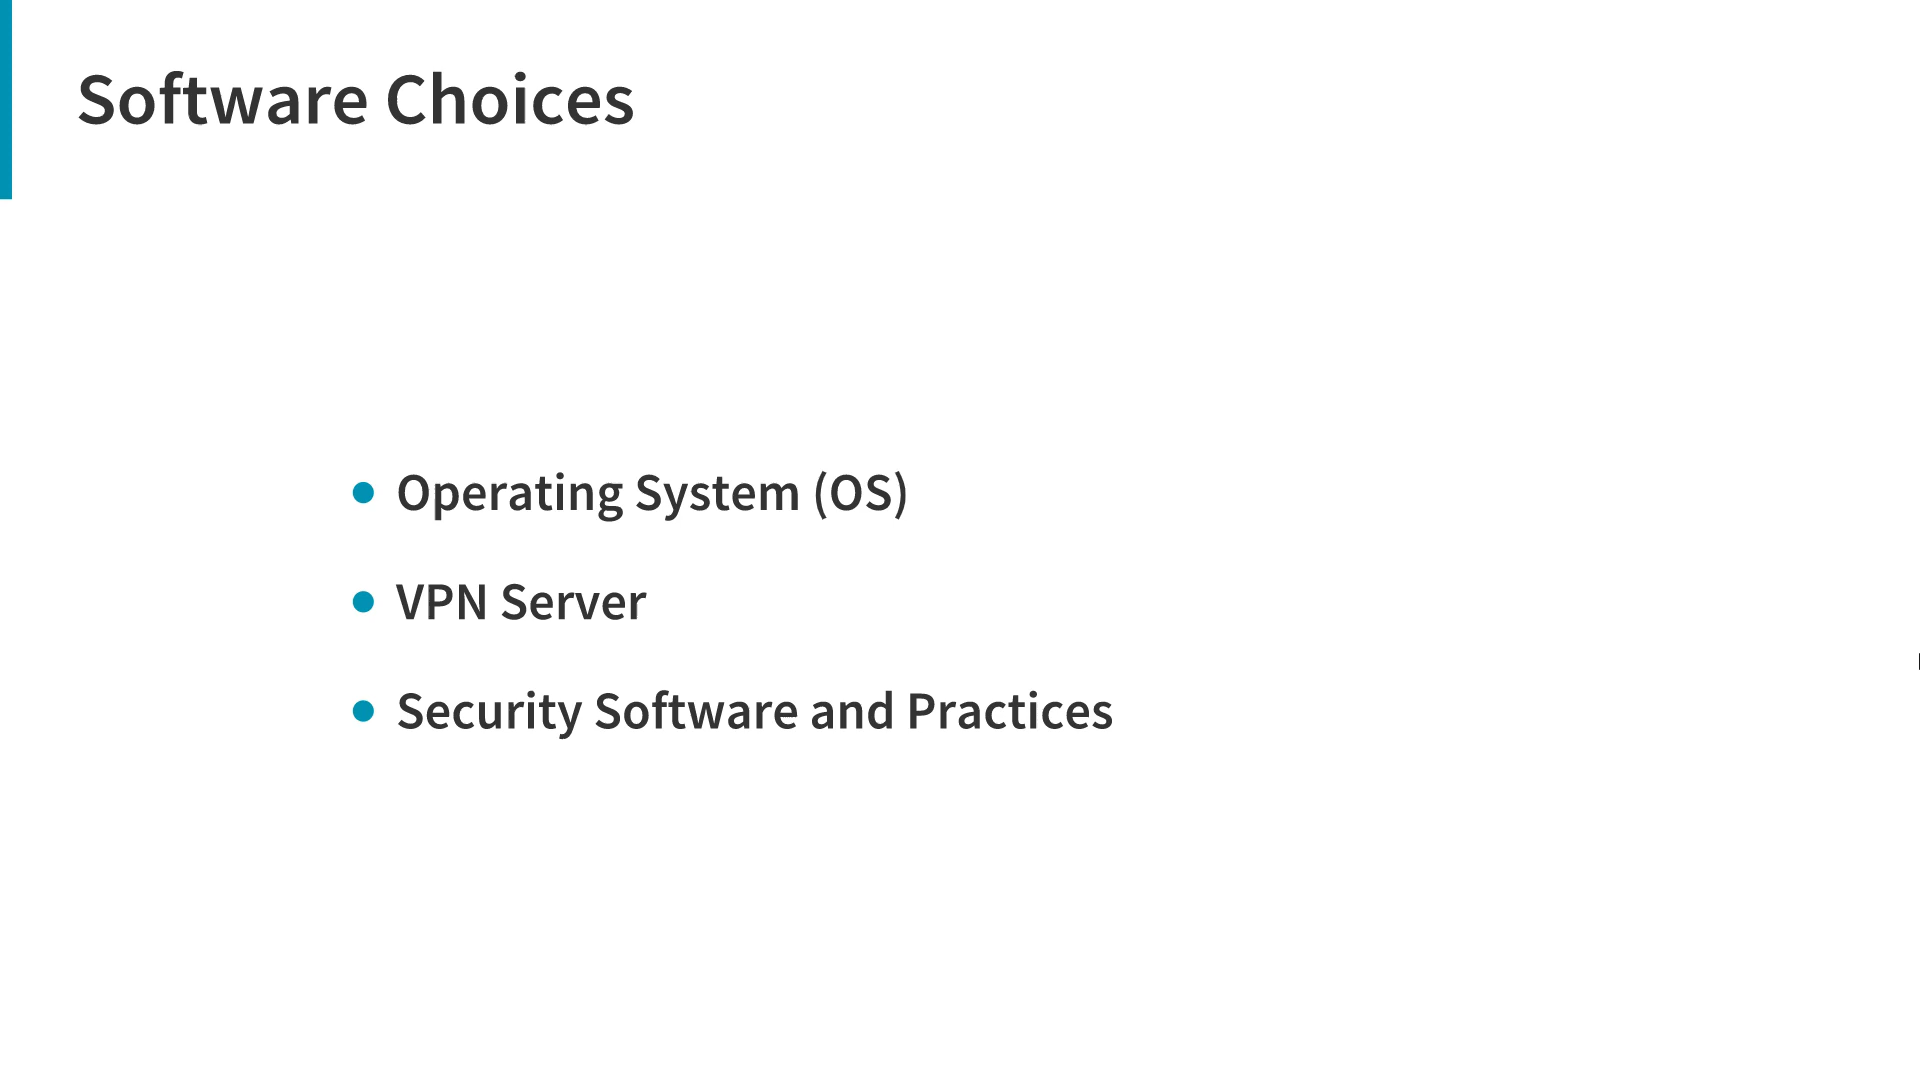 Software Choices
Operating System (OS)
VPN Server
Security Software and Practices